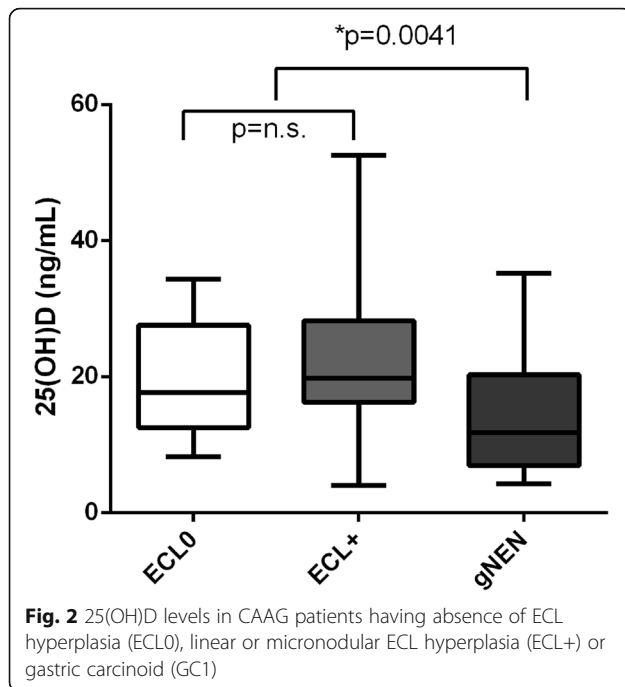 *p=0.0041
p=n.s.
60
40
20
0
25(OH)D (ng/mL)
ECL0
ECL+
gNEN
Fig. 2 25(OH)D levels in CAAG patients having absence of ECL
hyperplasia (ECL0), linear or micronodular ECL hyperplasia (ECL+) or
gastric carcinoid (GC1)